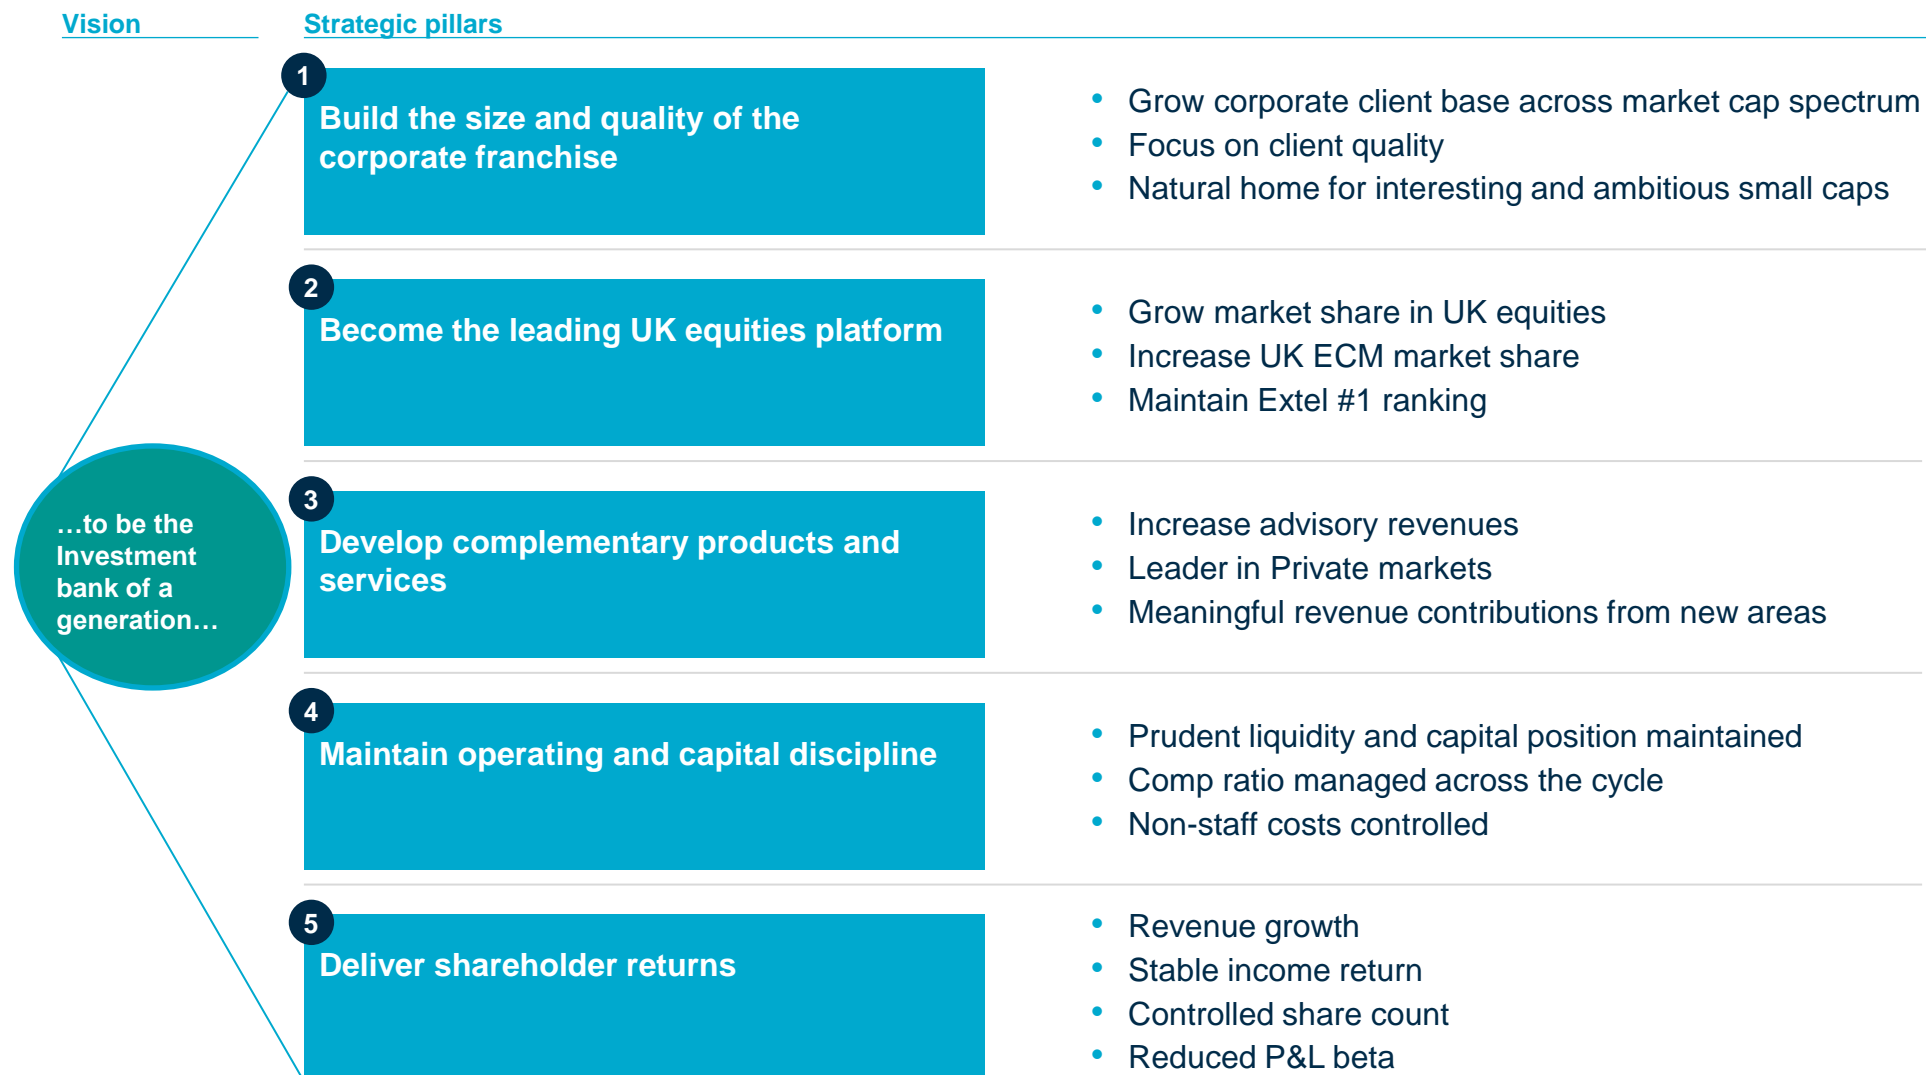 Vision
Strategic pillars
1
Build the size and quality of the
corporate franchise
• Grow corporate client base across market cap spectrum
• Focus on client quality
• Natural home for interesting and ambitious small caps
2
Become the leading UK equities platform
• Grow market share in UK equities
• Increase UK ECM market share
• Maintain Extel #1 ranking
…to be the
Investment
bank of a
generation…
3
Develop complementary products and
services
• Increase advisory revenues
• Leader in Private markets
• Meaningful revenue contributions from new areas
4
Maintain operating and capital discipline
• Prudent liquidity and capital position maintained
• Comp ratio managed across the cycle
• Non-staff costs controlled
5
Deliver shareholder returns
• Revenue growth
• Stable income return
• Controlled share count
• Reduced P&L beta